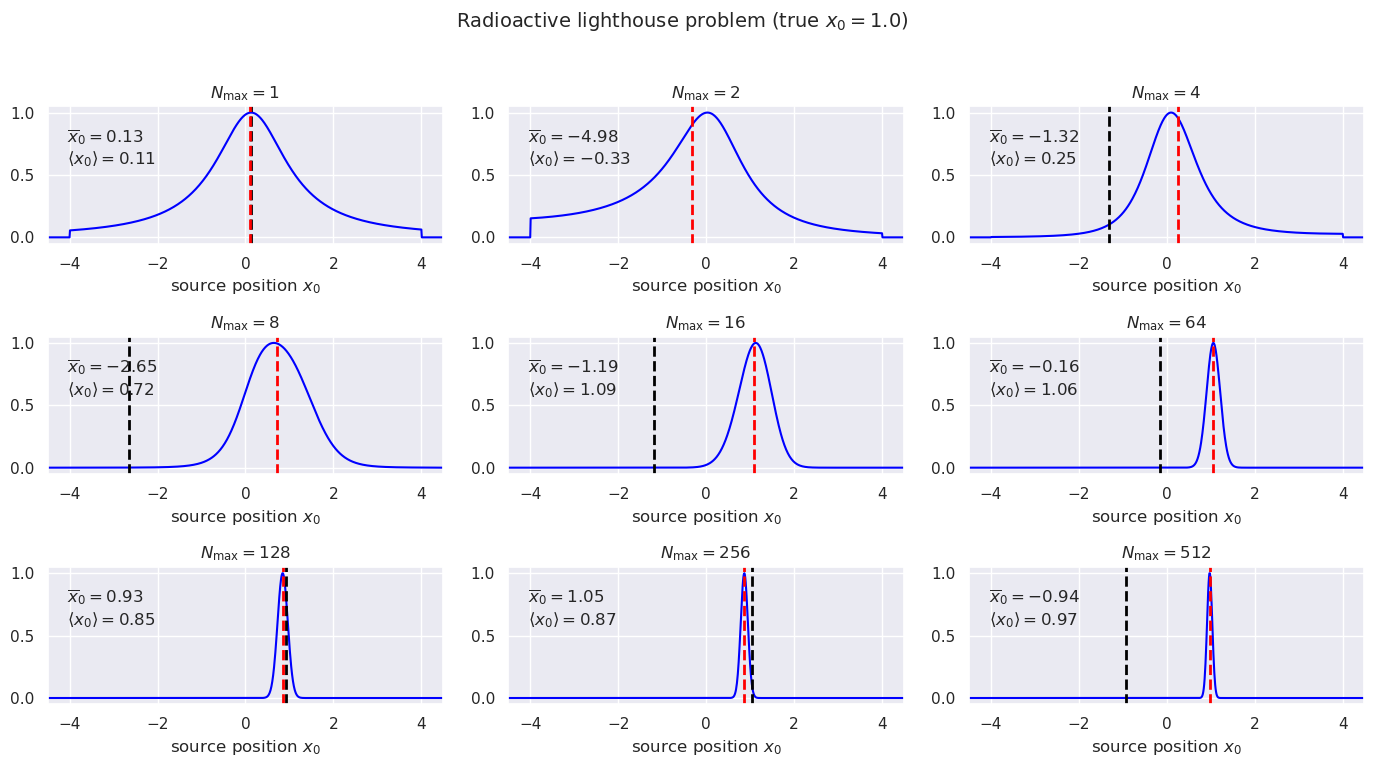 Radioactive lighthouse problem (true x₀ = 1.0)
N_max = 1
1.0
0.5
0.0
x̅₀ = 0.13
⟨x₀⟩ = 0.11
−4 −2 0 2 4
source position x₀
N_max = 2
1.0
0.5
0.0
x̅₀ = −4.98
⟨x₀⟩ = −0.33
−4 −2 0 2 4
source position x₀
N_max = 4
1.0
0.5
0.0
x̅₀ = −1.32
⟨x₀⟩ = 0.25
−4 −2 0 2 4
source position x₀
N_max = 8
1.0
0.5
0.0
x̅₀ = −2.65
⟨x₀⟩ = 0.72
−4 −2 0 2 4
source position x₀
N_max = 16
1.0
0.5
0.0
x̅₀ = −1.19
⟨x₀⟩ = 1.09
−4 −2 0 2 4
source position x₀
N_max = 64
1.0
0.5
0.0
x̅₀ = −0.16
⟨x₀⟩ = 1.06
−4 −2 0 2 4
source position x₀
N_max = 128
1.0
0.5
0.0
x̅₀ = 0.93
⟨x₀⟩ = 0.85
−4 −2 0 2 4
source position x₀
N_max = 256
1.0
0.5
0.0
x̅₀ = 1.05
⟨x₀⟩ = 0.87
−4 −2 0 2 4
source position x₀
N_max = 512
1.0
0.5
0.0
x̅₀ = −0.94
⟨x₀⟩ = 0.97
−4 −2 0 2 4
source position x₀